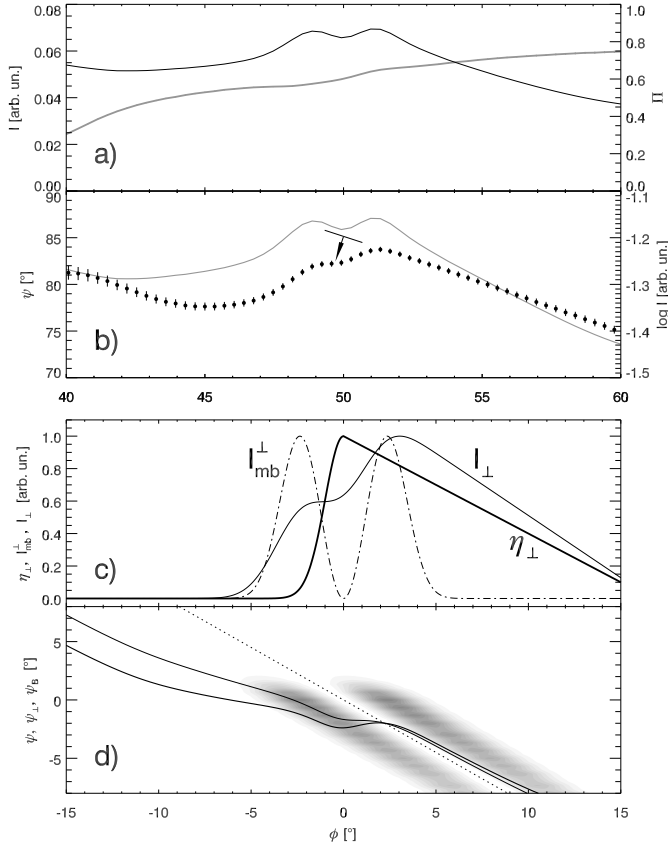 0.08
0.06
0.04
0.02
0.00
I [arb. un.]
1.0
0.8
0.6
0.4
0.2
0.0
Π
a)
90
85
80
75
70
ψ [°]
-1.1
-1.2
-1.3
-1.4
-1.5
log I [arb. un.]
b)
40 45 50 55 60
1.0
0.8
0.6
0.4
0.2
0.0
η⊥ , I⊥mb , I⊥ [arb. un.]
I⊥mb
I⊥
η⊥
c)
5
0
-5
ψ, ψ⊥, ψB [°]
d)
-15 -10 -5 0 5 10 15
ϕ [°]